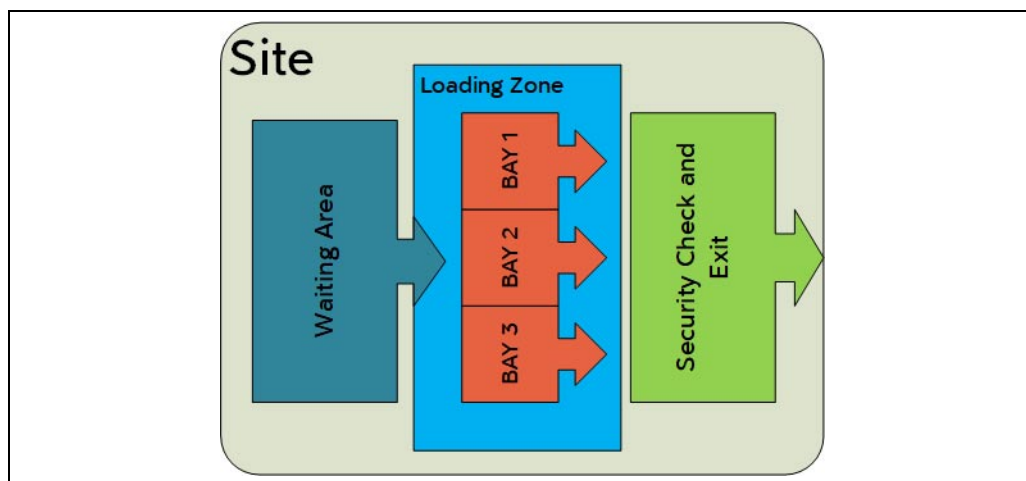 Site
Loading Zone
Waiting Area
BAY 1
BAY 2
BAY 3
Security Check and
Exit